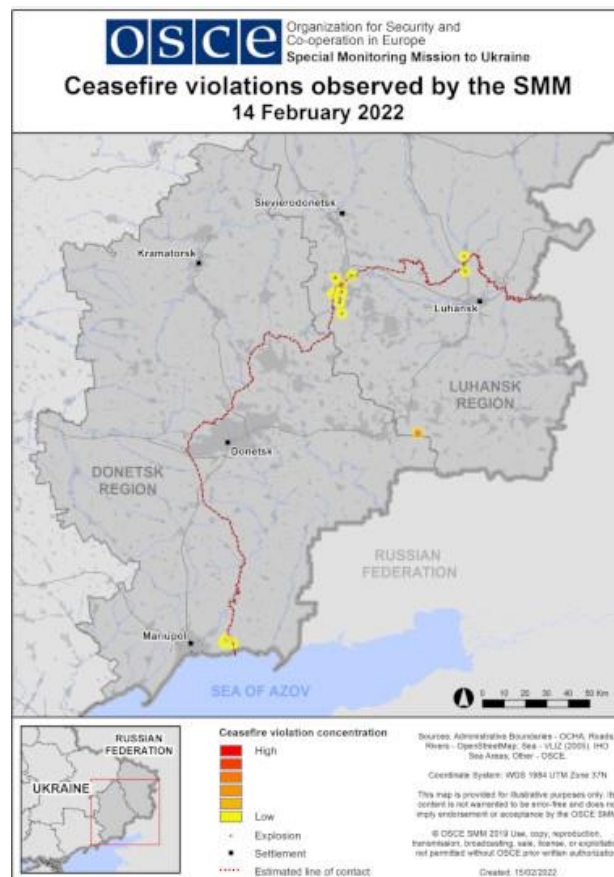 osce
Organization for Security and
Co-operation in Europe
Special Monitoring Mission to Ukraine
Ceasefire violations observed by the SMM
14 February 2022
Sievierodonetsk
Kramatorsk
Luhansk
LUHANSK
REGION
Donetsk
DONETSK
REGION
RUSSIAN
FEDERATION
Mariupol
SEA OF AZOV
0 10 20 30 40 50 Km
RUSSIAN
FEDERATION
UKRAINE
Ceasefire violation concentration
High
Low
Explosion
Settlement
Estimated line of contact
Sources: Administrative Boundaries - OCHA; Roads,
Rivers - OpenStreetMap; Sea - VLIZ (2005). IHO
Sea Areas; Other - OSCE.
Coordinate System: WGS 1984 UTM Zone 37N
This map is provided for illustrative purposes only. Its
content is not warranted to be error-free and does not
imply endorsement or acceptance by the OSCE SMM.
© OSCE SMM 2019 Use, copy, reproduction,
transmission, broadcasting, sale, license, or exploitation
not permitted without OSCE prior written authorization
Created: 15/02/2022